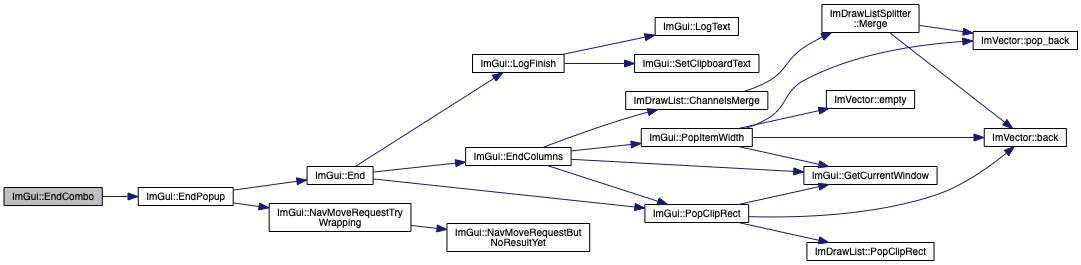 ImGui::EndCombo
ImGui::EndPopup
ImGui::End
ImGui::NavMoveRequestTry
Wrapping
ImGui::LogFinish
ImGui::EndColumns
ImGui::NavMoveRequestBut
NoResultYet
ImGui::LogText
ImGui::SetClipboardText
ImDrawList::ChannelsMerge
ImGui::PopItemWidth
ImGui::PopClipRect
ImDrawListSplitter
::Merge
ImVector::empty
ImGui::GetCurrentWindow
ImDrawList::PopClipRect
ImVector::pop_back
ImVector::back